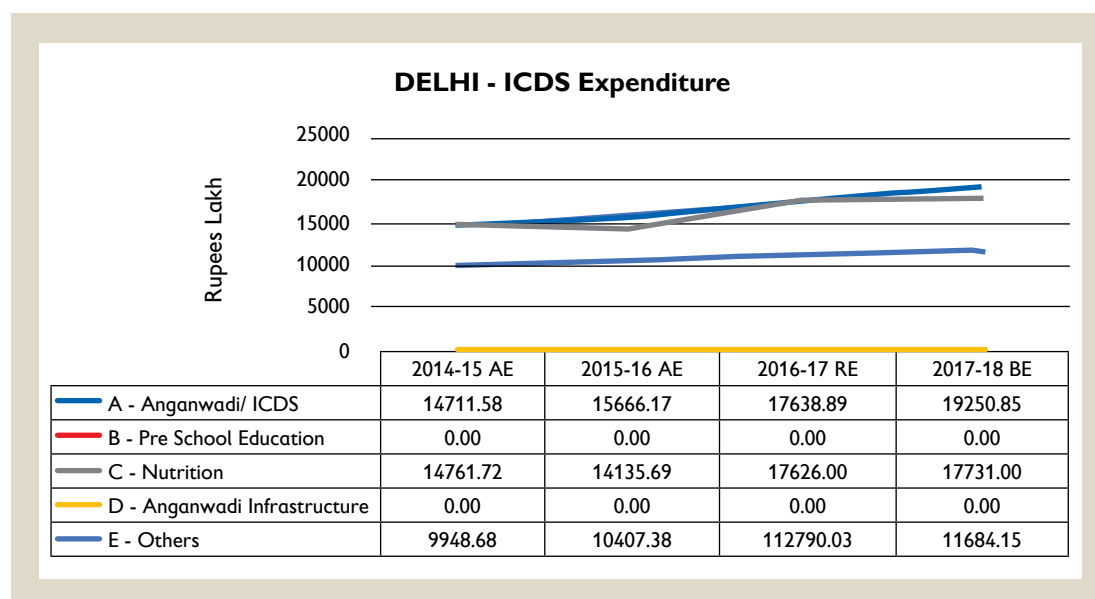 DELHI - ICDS Expenditure
25000
20000
15000
10000
5000
0
Rupees Lakh
2014-15 AE 2015-16 AE 2016-17 RE 2017-18 BE
A - Anganwadi/ ICDS 14711.58 15666.17 17638.89 19250.85
B - Pre School Education 0.00 0.00 0.00 0.00
C - Nutrition 14761.72 14135.69 17626.00 17731.00
D - Anganwadi Infrastructure 0.00 0.00 0.00 0.00
E - Others 9948.68 10407.38 112790.03 11684.15